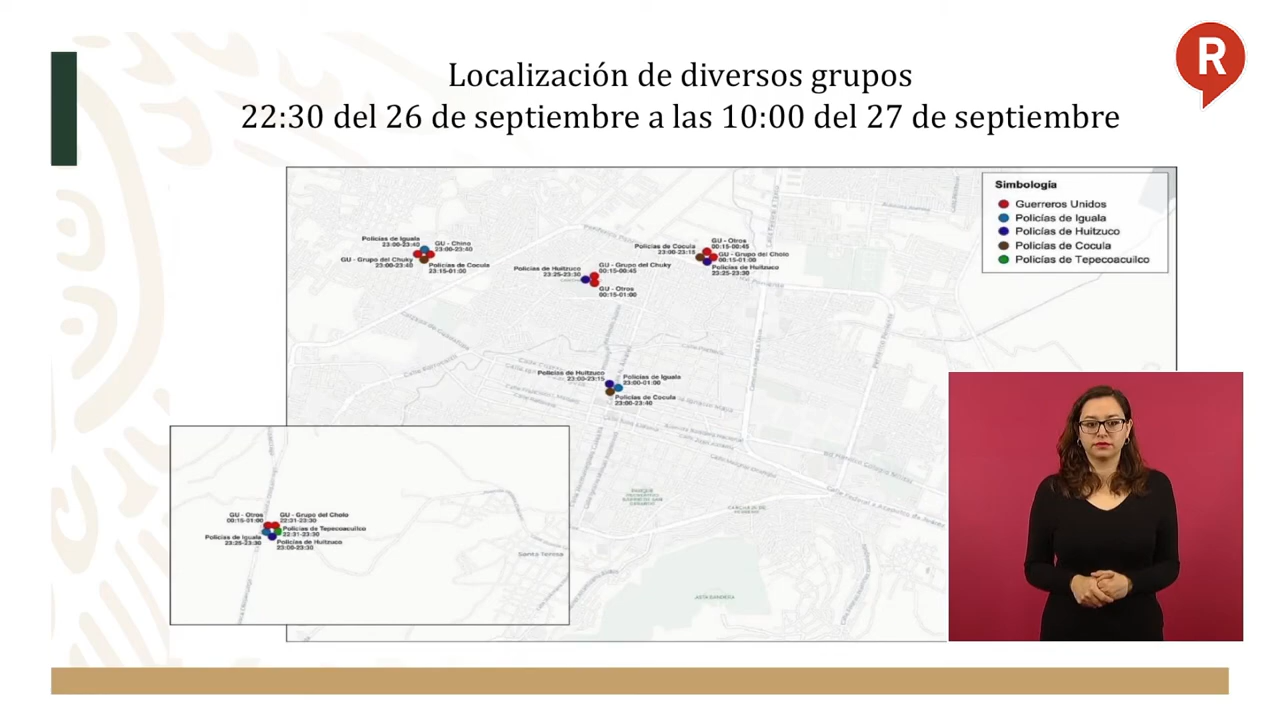 R
Localización de diversos grupos
22:30 del 26 de septiembre a las 10:00 del 27 de septiembre
Simbología
Guerreros Unidos
Policías de Iguala
Policías de Huitzuco
Policías de Cocula
Policías de Tepecoacuilco
Policías de Iguala
23:00-23:40
GU - Chino
23:00-23:40
GU - Grupo del Chuky
23:00-23:40
Policías de Cocula
23:15-01:00
Policías de Huitzuco
23:25-23:30
GU - Grupo del Chuky
00:15-00:45
GU - Otros
00:15-01:00
Policías de Cocula
23:00-23:15
GU - Otros
00:15-00:45
GU - Grupo del Cholo
00:15-01:00
Policías de Huitzuco
23:25-23:30
Policías de Huitzuco
23:00-23:15
Policías de Iguala
23:00-01:00
Policías de Cocula
23:00-23:40
GU - Otros
00:15-01:00
GU - Grupo del Cholo
22:31-23:30
Policías de Tepecoacuilco
22:31-23:30
Policías de Iguala
23:25-23:30
Policías de Huitzuco
23:00-23:30
Santa Teresa